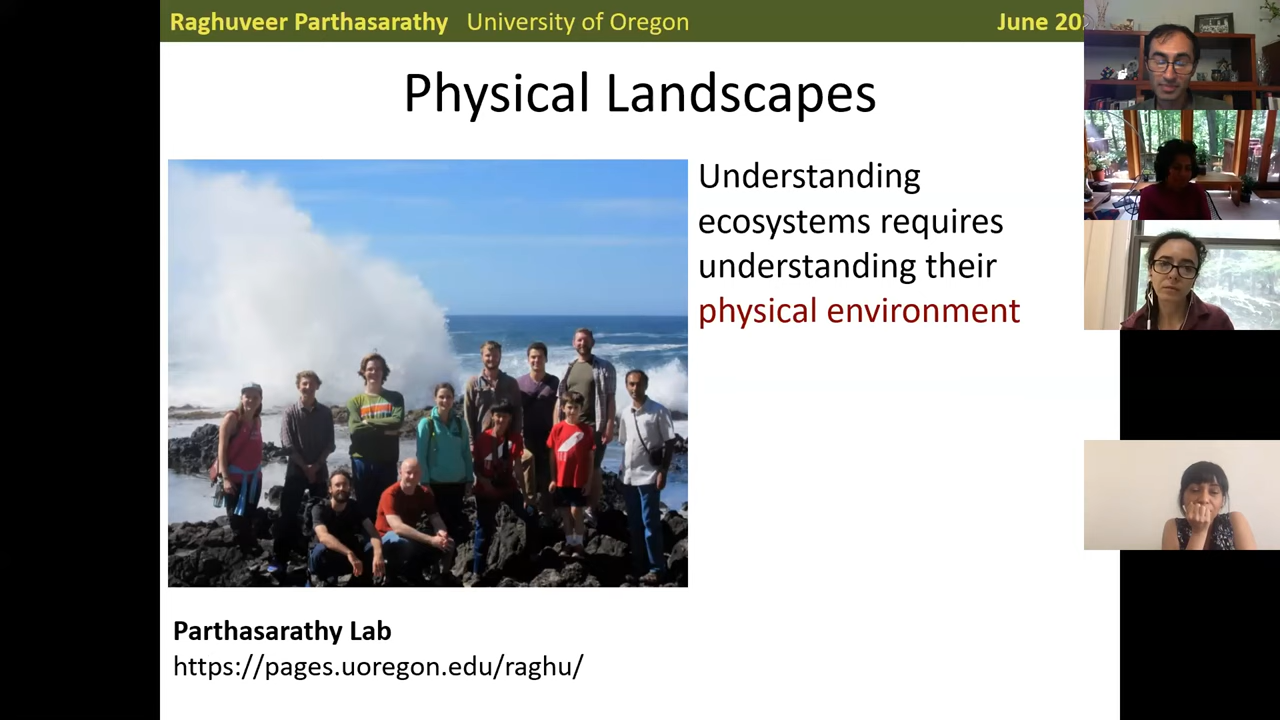 Raghuveer Parthasarathy University of Oregon June 20
Physical Landscapes
Understanding
ecosystems requires
understanding their
physical environment
Parthasarathy Lab
https://pages.uoregon.edu/raghu/